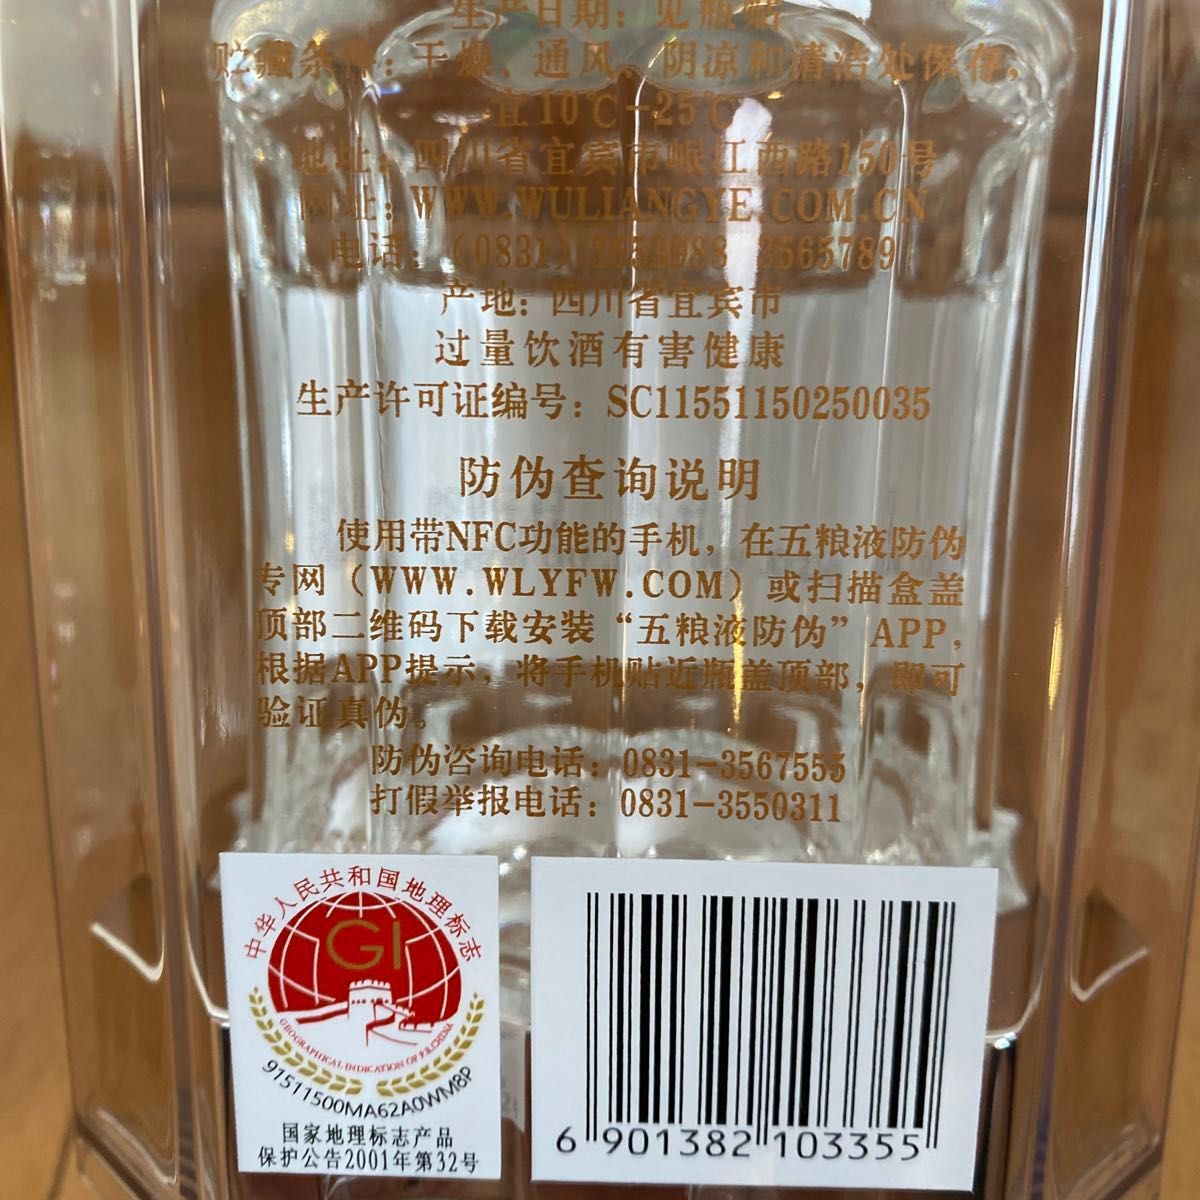 生产日期：见瓶贴
贮藏条件：干燥、通风、阴凉和清洁处保存，
宜10℃-25℃
地址：四川省宜宾市岷江西路150号
网址：WWW.WULIANGYE.COM.CN
电话：（0831）3559988 3565789
产地：四川省宜宾市
过量饮酒有害健康
生产许可证编号：SC11551150250035
防伪查询说明
使用带NFC功能的手机，在五粮液防伪
专网（WWW.WLYFW.COM）或扫描盒盖
顶部二维码下载安装“五粮液防伪”APP，
根据APP提示，将手机贴近瓶盖顶部，即可
验证真伪。
防伪咨询电话：0831-3567555
打假举报电话：0831-3550311
中华人民共和国地理标志
GI
GEOGRAPHICAL INDICATION OF P.R.CHINA
91511500MA62A0WM8P
国家地理标志产品
保护公告2001年第32号
6 901382 103355